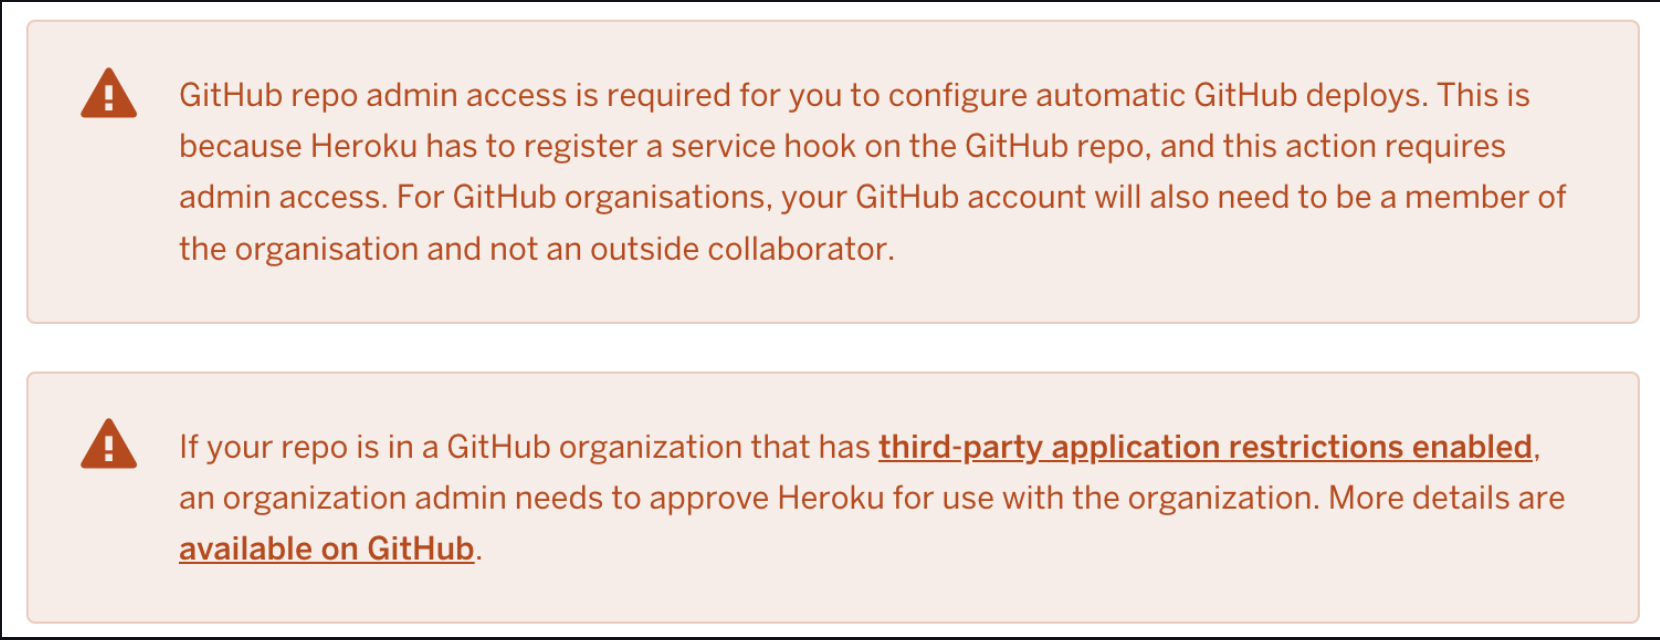 GitHub repo admin access is required for you to configure automatic GitHub deploys. This is
because Heroku has to register a service hook on the GitHub repo, and this action requires
admin access. For GitHub organisations, your GitHub account will also need to be a member of
the organisation and not an outside collaborator.
If your repo is in a GitHub organization that has third-party application restrictions enabled,
an organization admin needs to approve Heroku for use with the organization. More details are
available on GitHub.